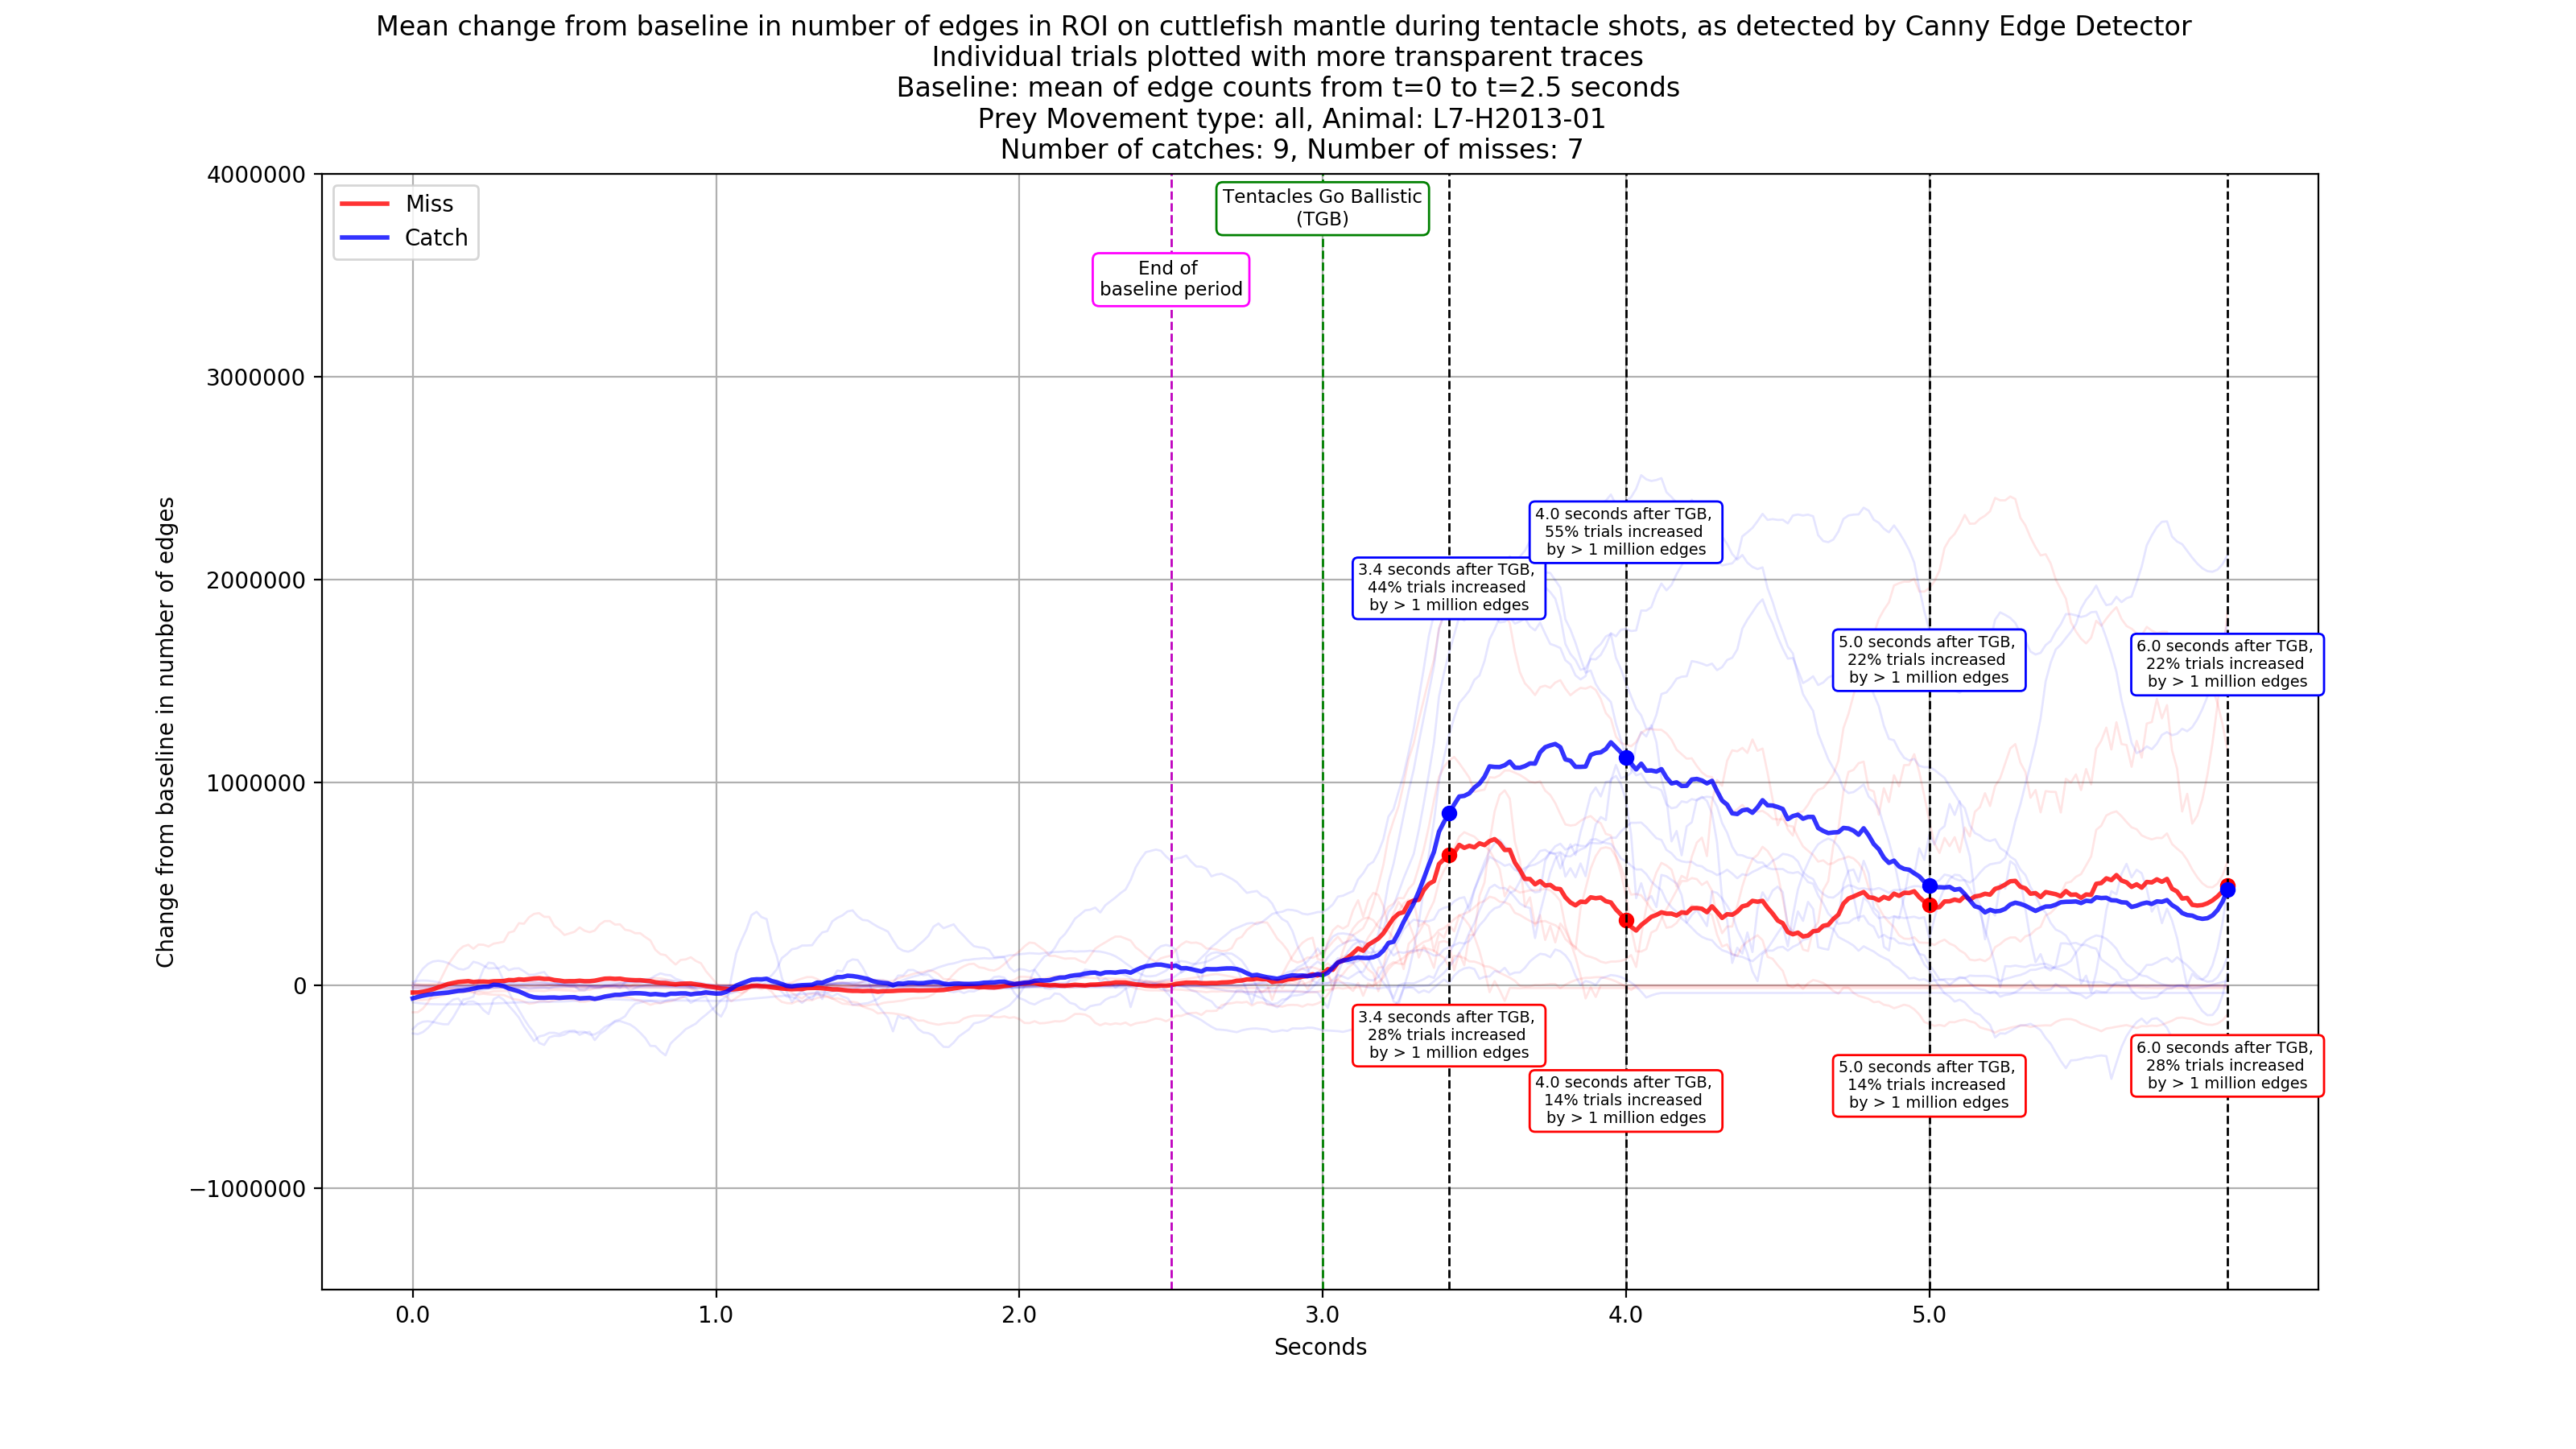 Mean change from baseline in number of edges in ROI on cuttlefish mantle during tentacle shots, as detected by Canny Edge Detector
Individual trials plotted with more transparent traces
Baseline: mean of edge counts from t=0 to t=2.5 seconds
Prey Movement type: all, Animal: L7-H2013-01
Number of catches: 9, Number of misses: 7
Miss
Catch
Tentacles Go Ballistic
(TGB)
End of
baseline period
4.0 seconds after TGB,
55% trials increased
by > 1 million edges
3.4 seconds after TGB,
44% trials increased
by > 1 million edges
5.0 seconds after TGB,
22% trials increased
by > 1 million edges
6.0 seconds after TGB,
22% trials increased
by > 1 million edges
3.4 seconds after TGB,
28% trials increased
by > 1 million edges
4.0 seconds after TGB,
14% trials increased
by > 1 million edges
5.0 seconds after TGB,
14% trials increased
by > 1 million edges
6.0 seconds after TGB,
28% trials increased
by > 1 million edges
Change from baseline in number of edges
4000000
3000000
2000000
1000000
0
−1000000
0.0
1.0
2.0
3.0
4.0
5.0
Seconds